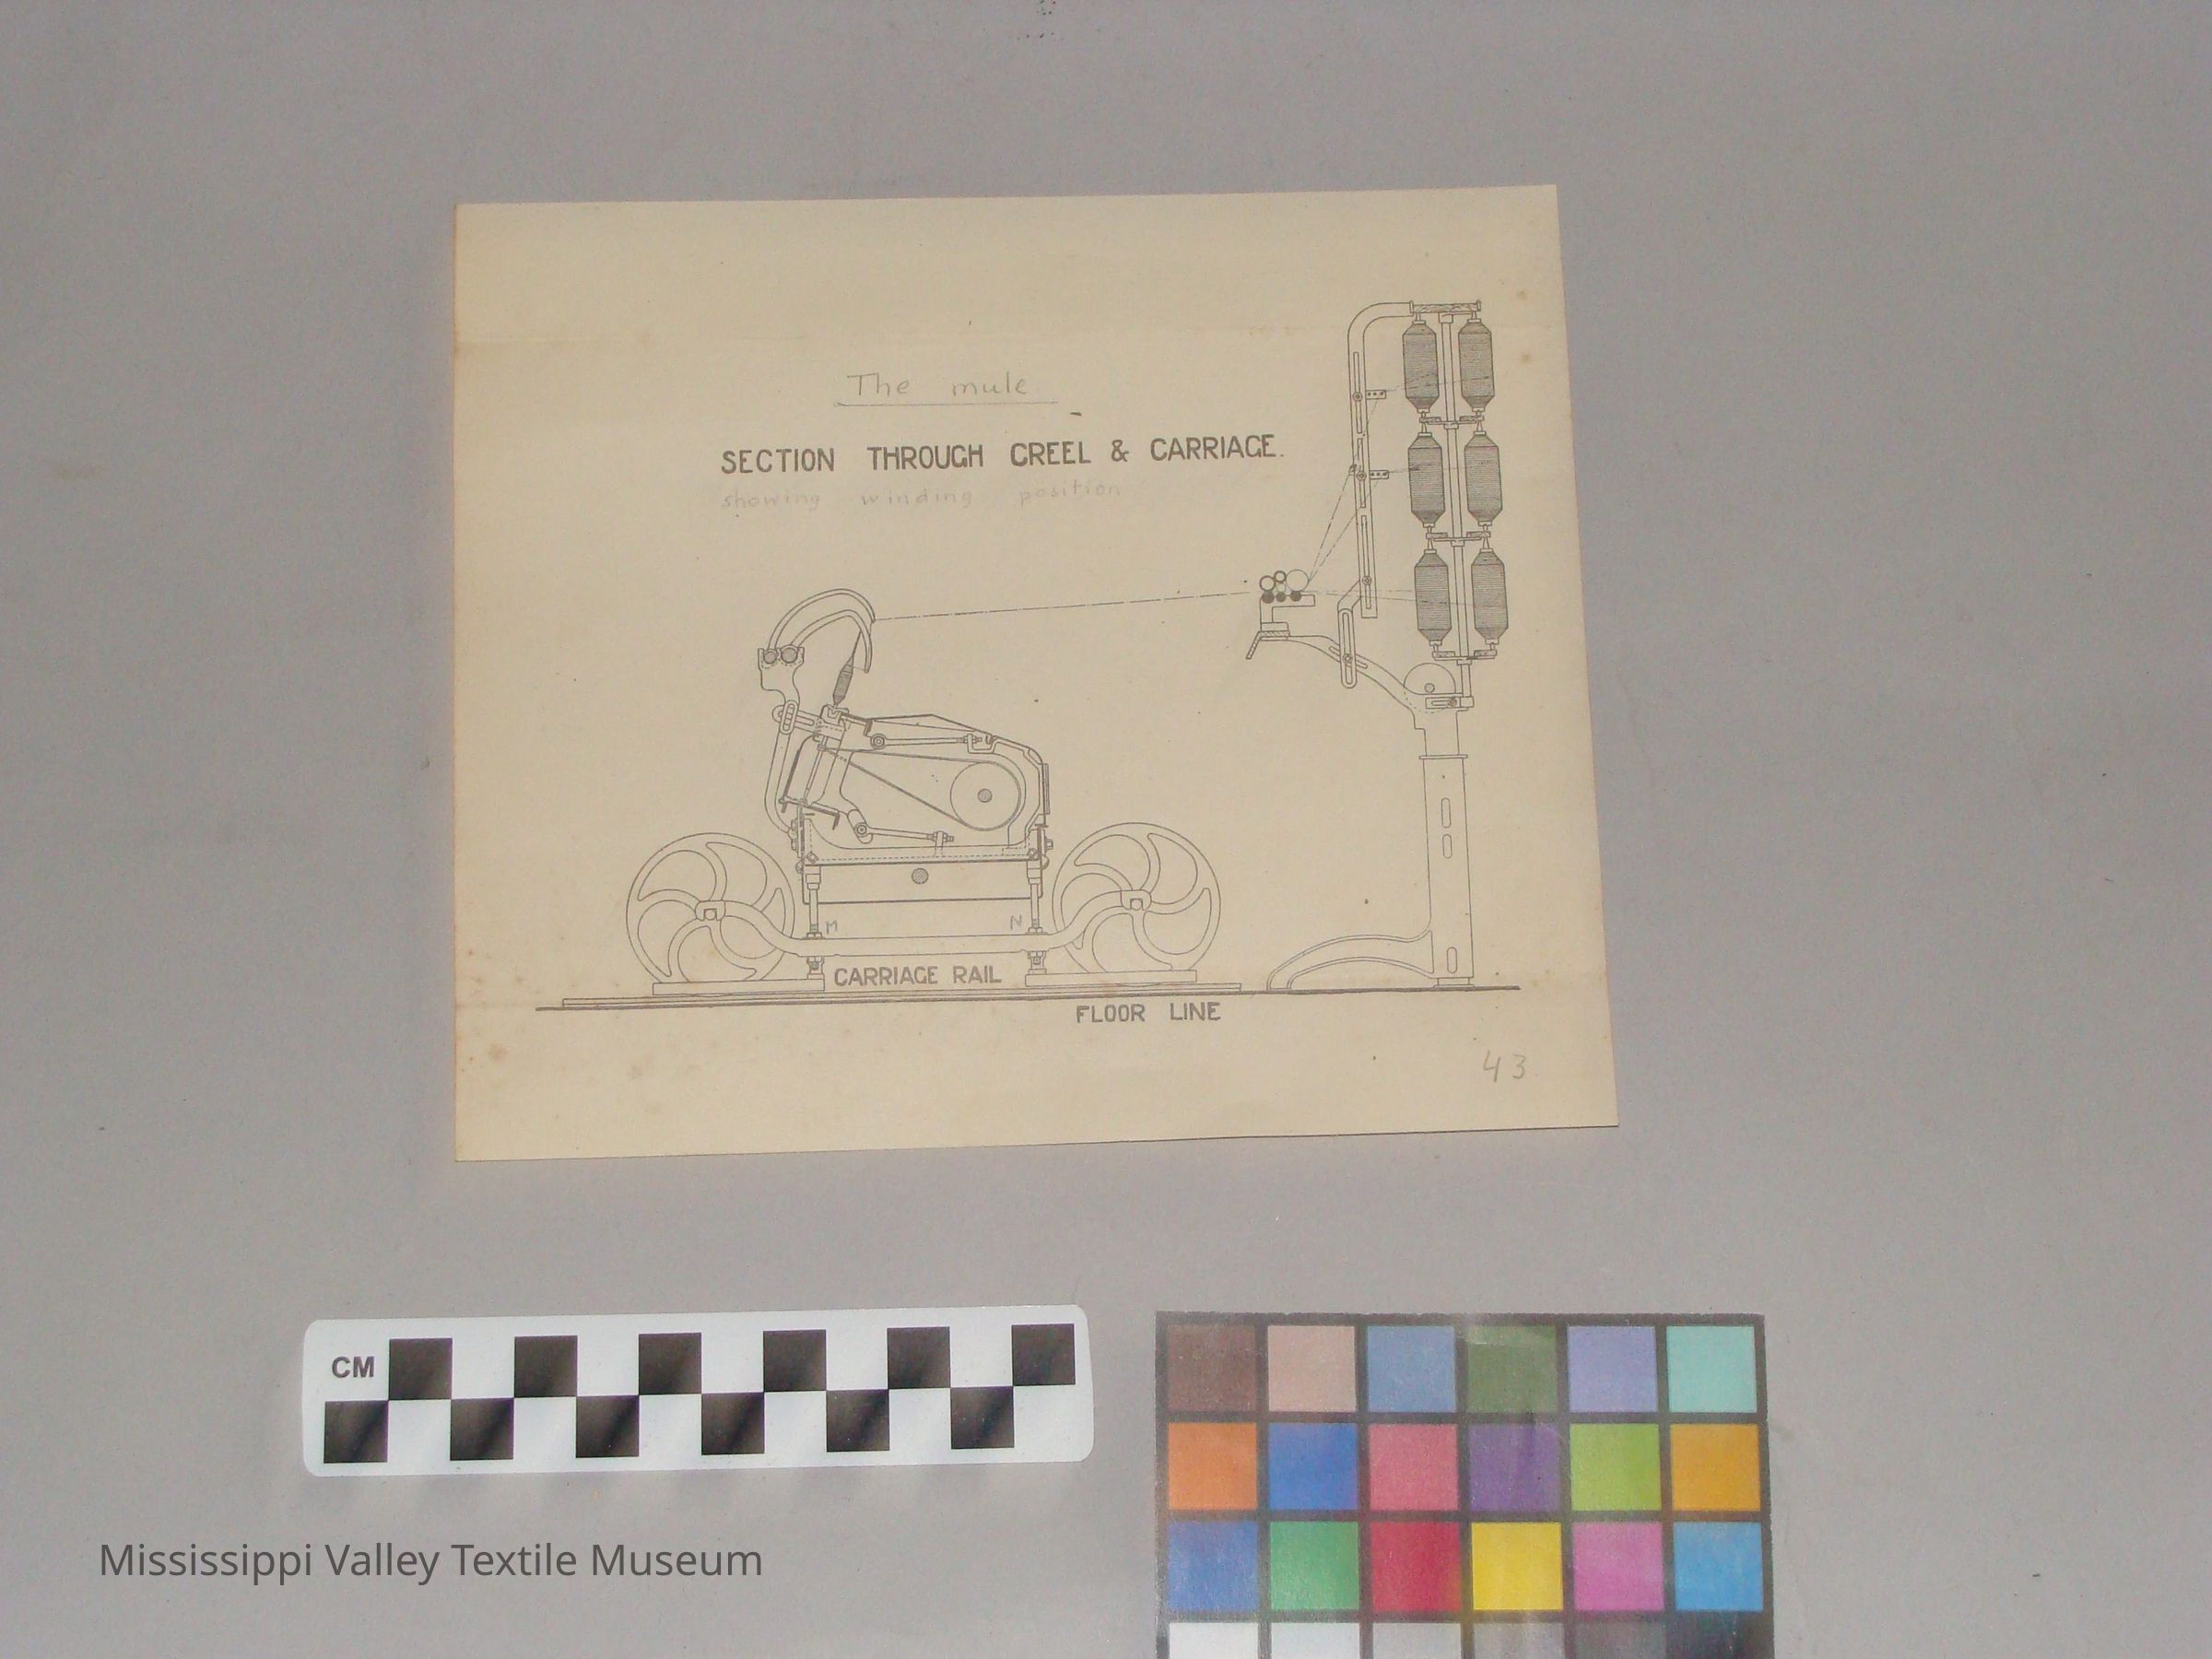 The mule
SECTION THROUGH CREEL & CARRIAGE.
showing winding position
M N
CARRIAGE RAIL
FLOOR LINE
43
CM
Mississippi Valley Textile Museum